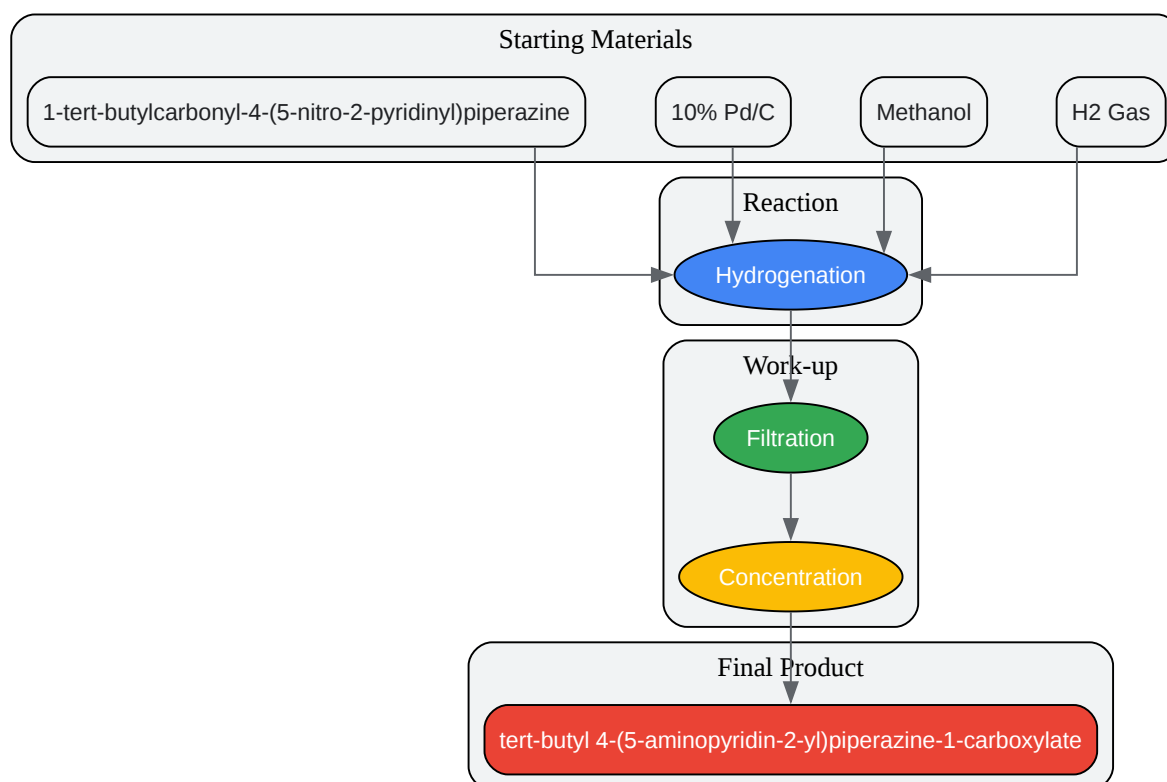 Starting Materials
1-tert-butylcarbonyl-4-(5-nitro-2-pyridinyl)piperazine
10% Pd/C
Methanol
H2 Gas
Reaction
Hydrogenation
Work-up
Filtration
Concentration
Final Product
tert-butyl 4-(5-aminopyridin-2-yl)piperazine-1-carboxylate